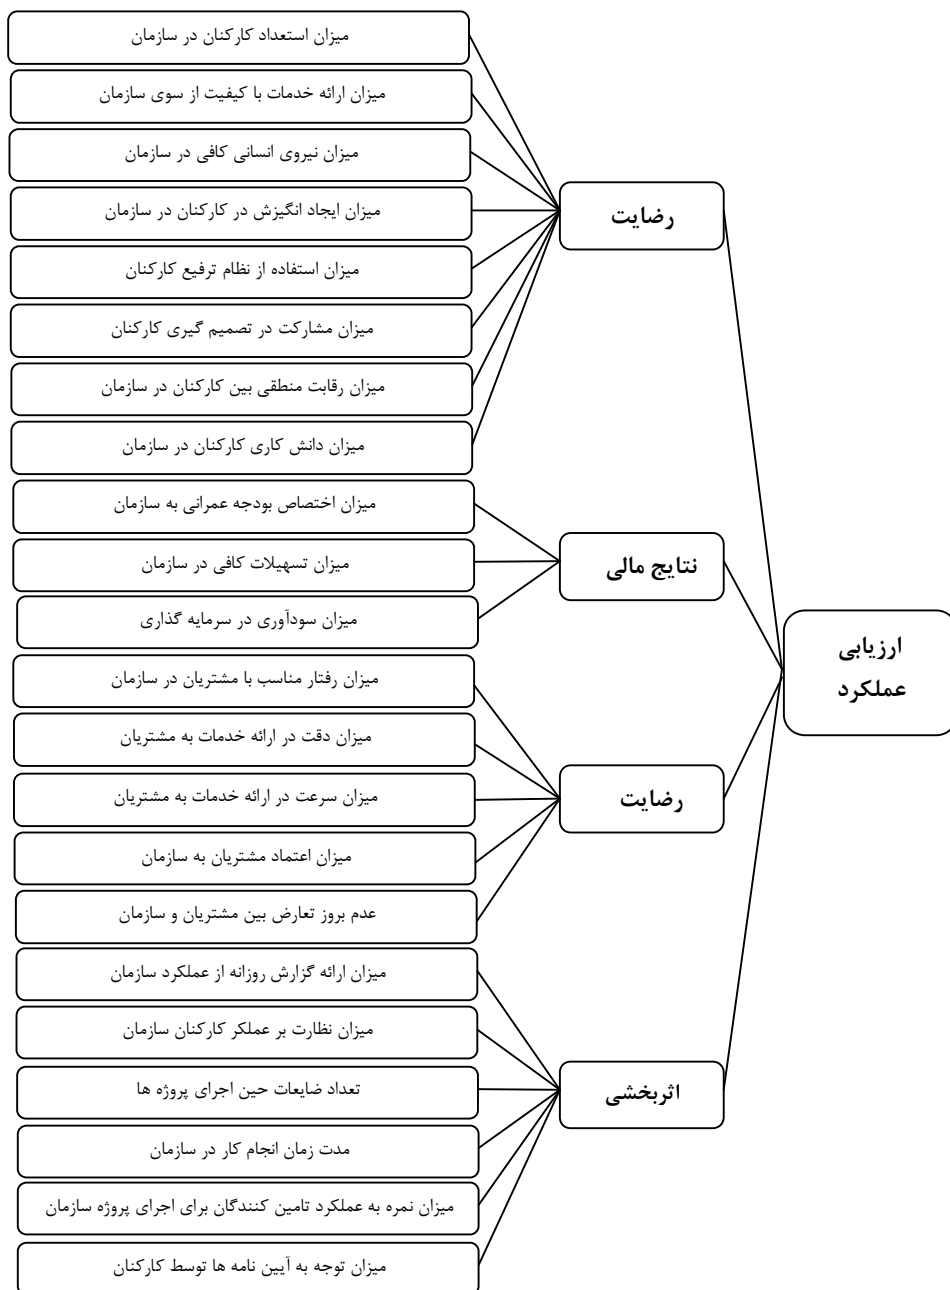 میزان استعداد کارکنان در سازمان
میزان ارائه خدمات با کیفیت از سوی سازمان
میزان نیروی انسانی کافی در سازمان
میزان ایجاد انگیزش در کارکنان در سازمان
رضایت
میزان استفاده از نظام ترفیع کارکنان
میزان مشارکت در تصمیم گیری کارکنان
میزان رقابت منطقی بین کارکنان در سازمان
میزان دانش کاری کارکنان در سازمان
میزان اختصاص بودجه عمرانی به سازمان
میزان تسهیلات کافی در سازمان
نتایج مالی
میزان سودآوری در سرمایه گذاری
ارزیابی
عملکرد
میزان رفتار مناسب با مشتریان در سازمان
میزان دقت در ارائه خدمات به مشتریان
میزان سرعت در ارائه خدمات به مشتریان
رضایت
میزان اعتماد مشتریان به سازمان
عدم بروز تعارض بین مشتریان و سازمان
میزان ارائه گزارش روزانه از عملکرد سازمان
میزان نظارت بر عملکر کارکنان سازمان
تعداد ضایعات حین اجرای پروژه ها
اثربخشی
مدت زمان انجام کار در سازمان
میزان نمره به عملکرد تامین کنندگان برای اجرای پروژه سازمان
میزان توجه به آیین نامه ها توسط کارکنان